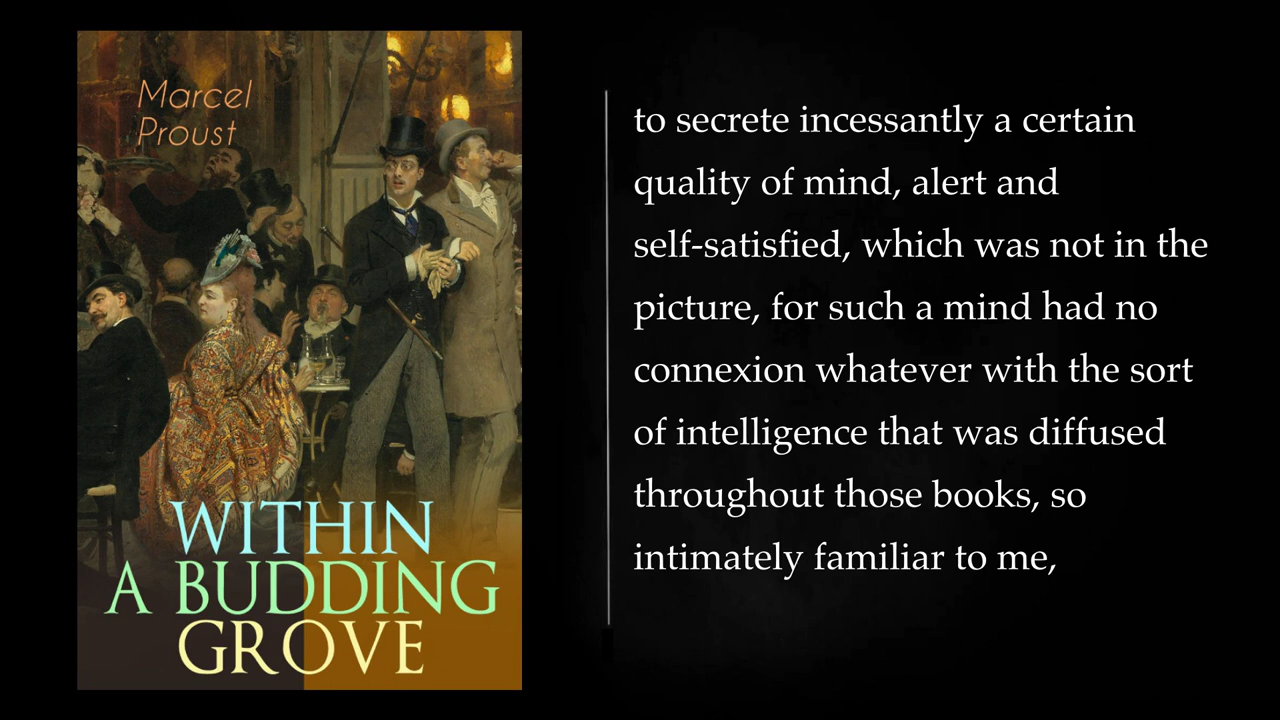 Marcel
Proust
WITHIN
A BUDDING
GROVE
to secrete incessantly a certain
quality of mind, alert and
self-satisfied, which was not in the
picture, for such a mind had no
connexion whatever with the sort
of intelligence that was diffused
throughout those books, so
intimately familiar to me,